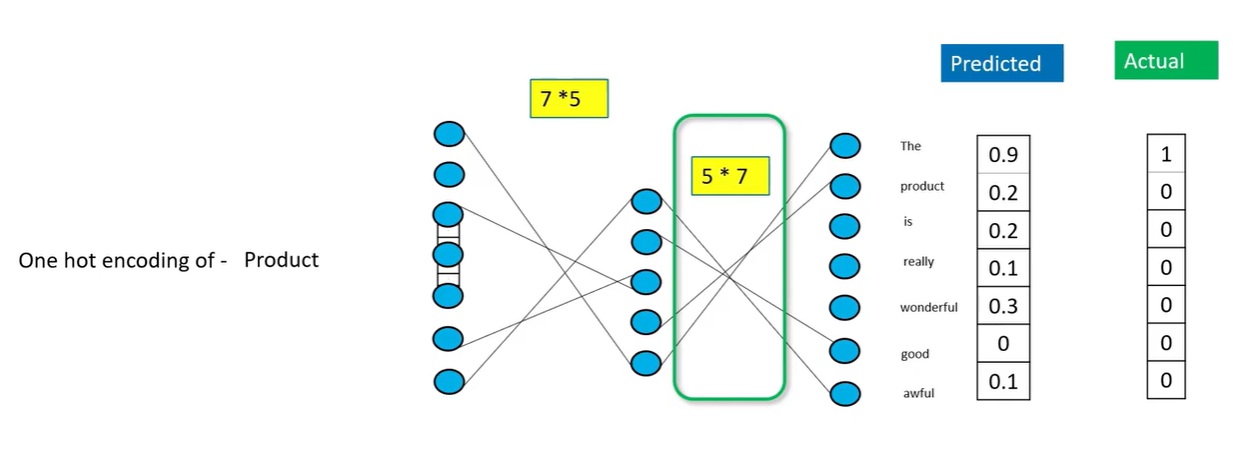 Predicted
Actual
7 *5
5 * 7
One hot encoding of - Product
The 0.9 1
product 0.2 0
is 0.2 0
really 0.1 0
wonderful 0.3 0
good 0 0
awful 0.1 0